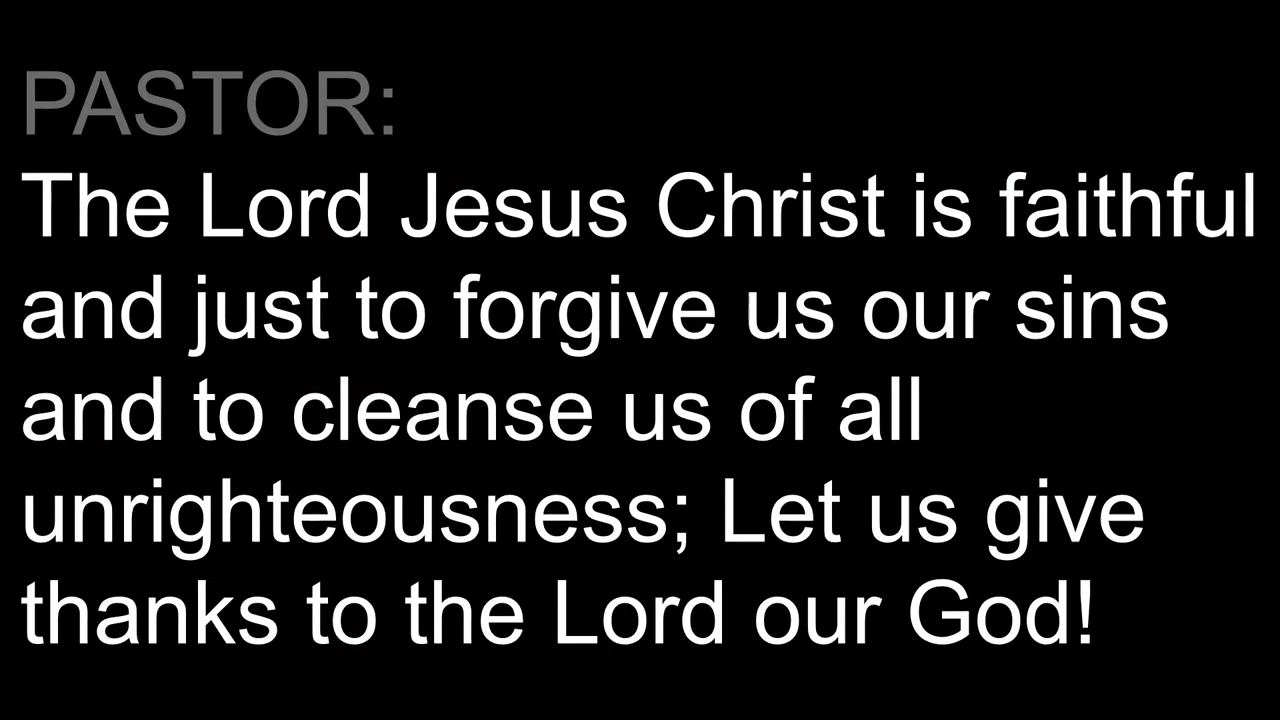 PASTOR:
The Lord Jesus Christ is faithful
and just to forgive us our sins
and to cleanse us of all
unrighteousness; Let us give
thanks to the Lord our God!